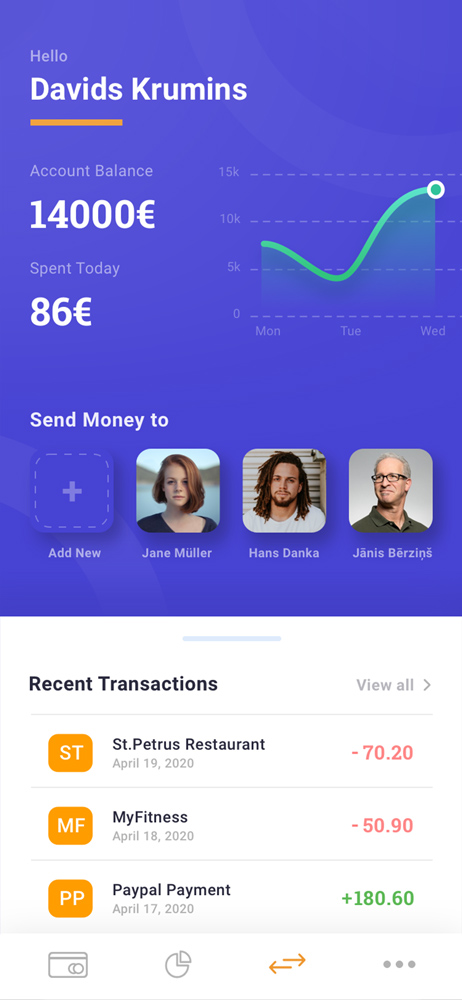 Hello
Davids Krumins
Account Balance
14000€
Spent Today
86€
15k
10k
5k
0
Mon Tue Wed
Send Money to
Add New
Jane Müller
Hans Danka
Jānis Bērziņš
Recent Transactions
View all
ST
St.Petrus Restaurant
April 19, 2020
- 70.20
MF
MyFitness
April 18, 2020
- 50.90
PP
Paypal Payment
April 17, 2020
+180.60